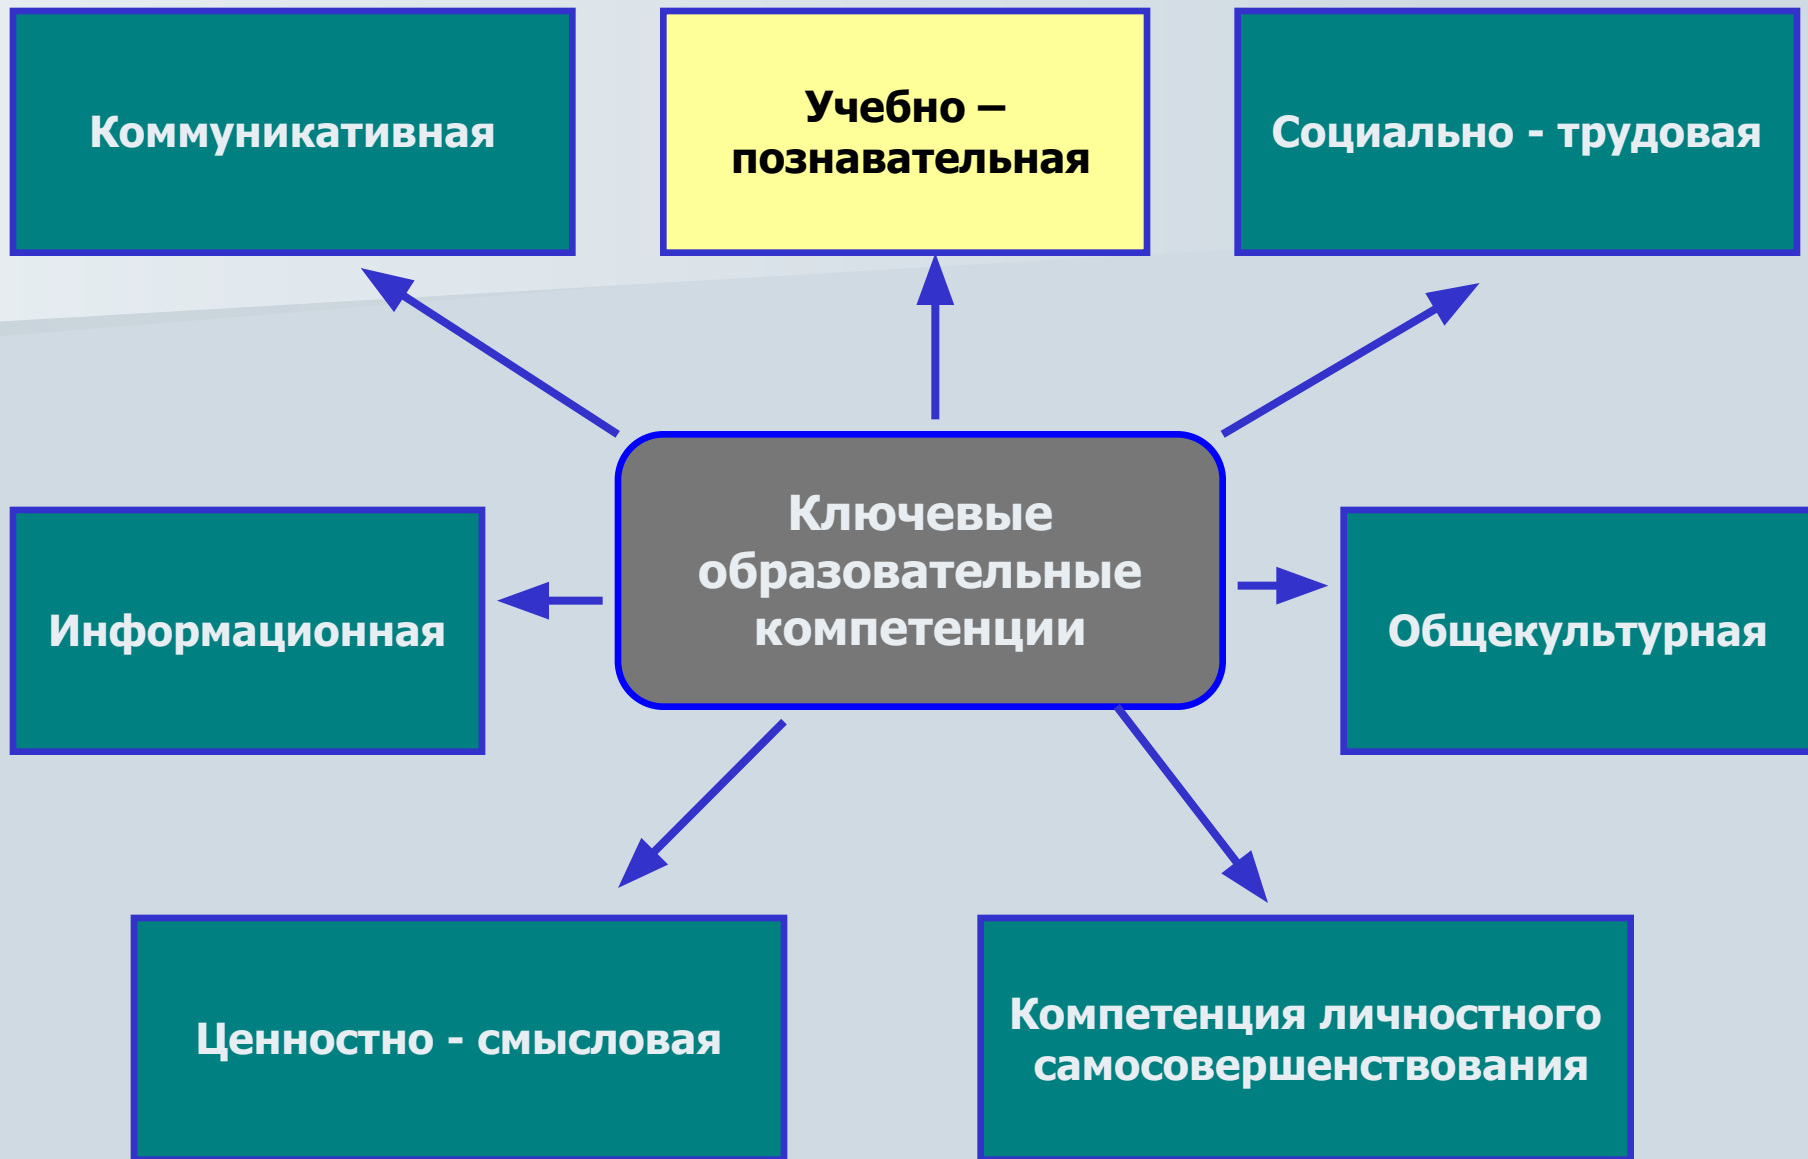 Коммуникативная
Учебно –
познавательная
Социально - трудовая
Ключевые
образовательные
компетенции
Информационная
Общекультурная
Ценностно - смысловая
Компетенция личностного
самосовершенствования